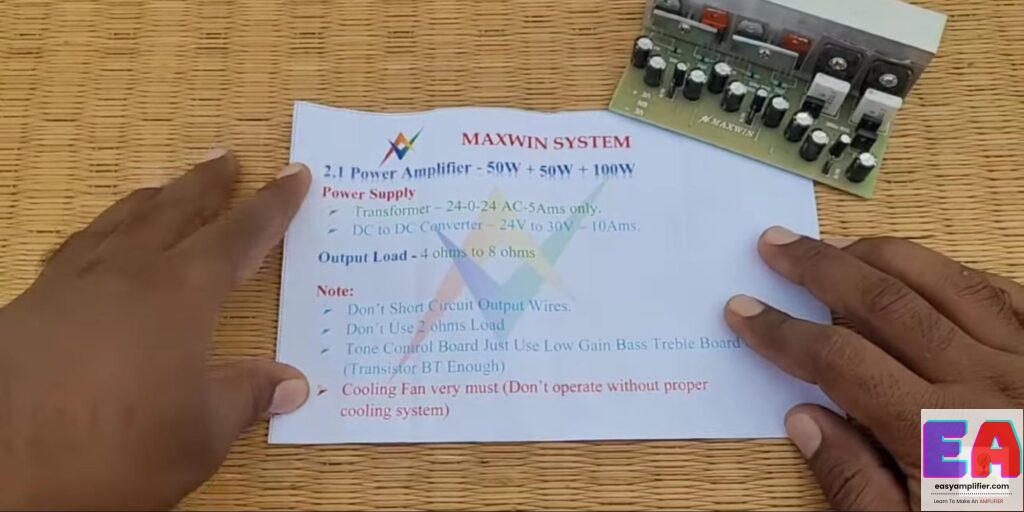 MAXWIN SYSTEM
2.1 Power Amplifier - 50W + 50W + 100W
Power Supply
➢ Transformer – 24-0-24 AC-5Ams only.
➢ DC to DC Converter – 24V to 30V – 10Ams.
Output Load - 4 ohms to 8 ohms
Note:
➢ Don't Short Circuit Output Wires.
➢ Don't Use 2 ohms Load
➢ Tone Control Board Just Use Low Gain Bass Treble Board
(Transistor BT Enough)
➢ Cooling Fan very must (Don't operate without proper
cooling system)
MAXWIN
EA
easyamplifier.com
Learn To Make An AMPLIFIER